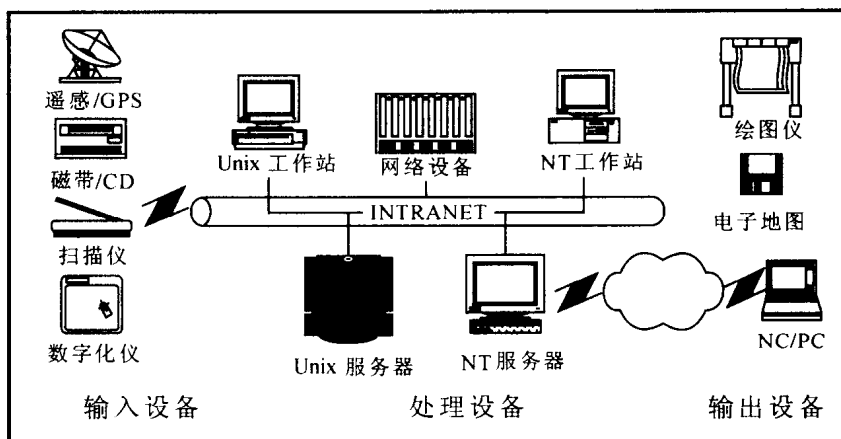 遥感/GPS
磁带/CD
扫描仪
数字化仪
输入设备
Unix 工作站
网络设备
NT工作站
INTRANET
Unix 服务器
NT服务器
处理设备
绘图仪
电子地图
NC/PC
输出设备